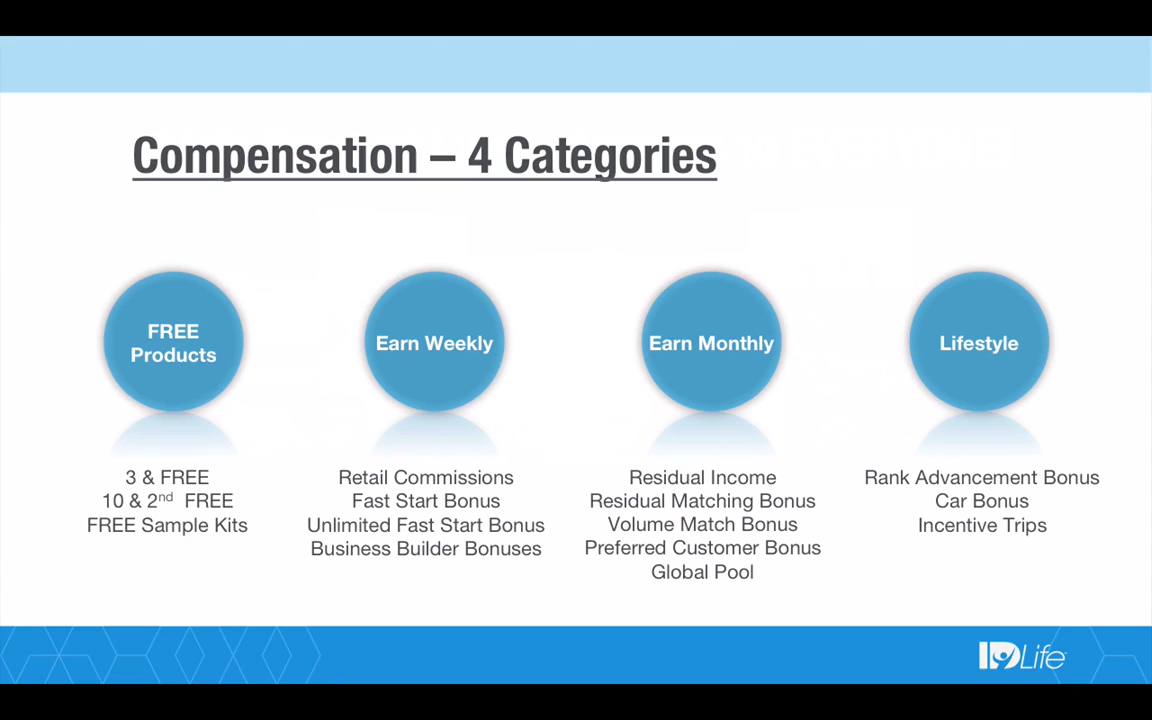 Compensation – 4 Categories
FREE
Products
Earn Weekly
Earn Monthly
Lifestyle
3 & FREE
10 & 2nd FREE
FREE Sample Kits
Retail Commissions
Fast Start Bonus
Unlimited Fast Start Bonus
Business Builder Bonuses
Residual Income
Residual Matching Bonus
Volume Match Bonus
Preferred Customer Bonus
Global Pool
Rank Advancement Bonus
Car Bonus
Incentive Trips
IDLife